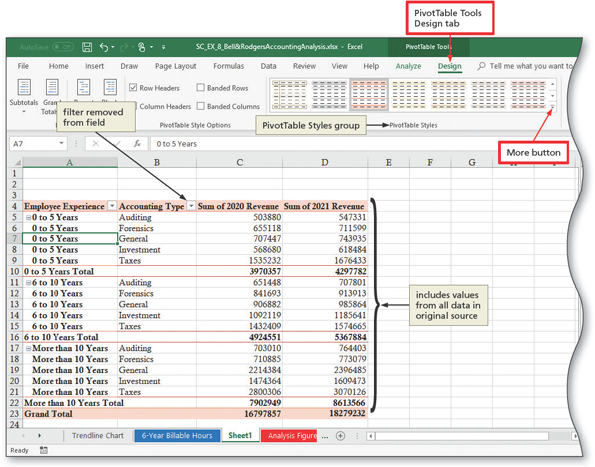 PivotTable Tools
Design tab
AutoSave Off SC_EX_8_Bell&RodgersAccountingAnalysis.xlsx - Excel PivotTable Tools
File Home Insert Draw Page Layout Formulas Data Review View Help Analyze Design Tell me what you want to
Row Headers Banded Rows
Subtotals Column Headers Banded Columns
filter removed
from field
PivotTable Style Options
PivotTable Styles group
PivotTable Styles
More button
A7 fx 0 to 5 Years
A B C D E F G
1
2
3
4 Employee Experience Accounting Type Sum of 2020 Revenue Sum of 2021 Revenue
5 0 to 5 Years Auditing 503880 547331
6 0 to 5 Years Forensics 655118 711599
7 0 to 5 Years General 707447 743935
8 0 to 5 Years Investment 568680 618484
9 0 to 5 Years Taxes 1535232 1676433
10 0 to 5 Years Total 3970357 4297782
11 6 to 10 Years Auditing 651448 707801
12 6 to 10 Years Forensics 841693 913913
13 6 to 10 Years General 906882 985864
14 6 to 10 Years Investment 1092119 1185641
15 6 to 10 Years Taxes 1432409 1574665
16 6 to 10 Years Total 4924551 5367884
17 More than 10 Years Auditing 703010 764403
18 More than 10 Years Forensics 710885 773079
19 More than 10 Years General 2214384 2396485
20 More than 10 Years Investment 1474364 1609473
21 More than 10 Years Taxes 2800306 3070126
22 More than 10 Years Total 7902949 8613566
23 Grand Total 16797857 18279232
includes values
from all data in
original source
Trendline Chart 6-Year Billable Hours Sheet1 Analysis Figure ...
Ready